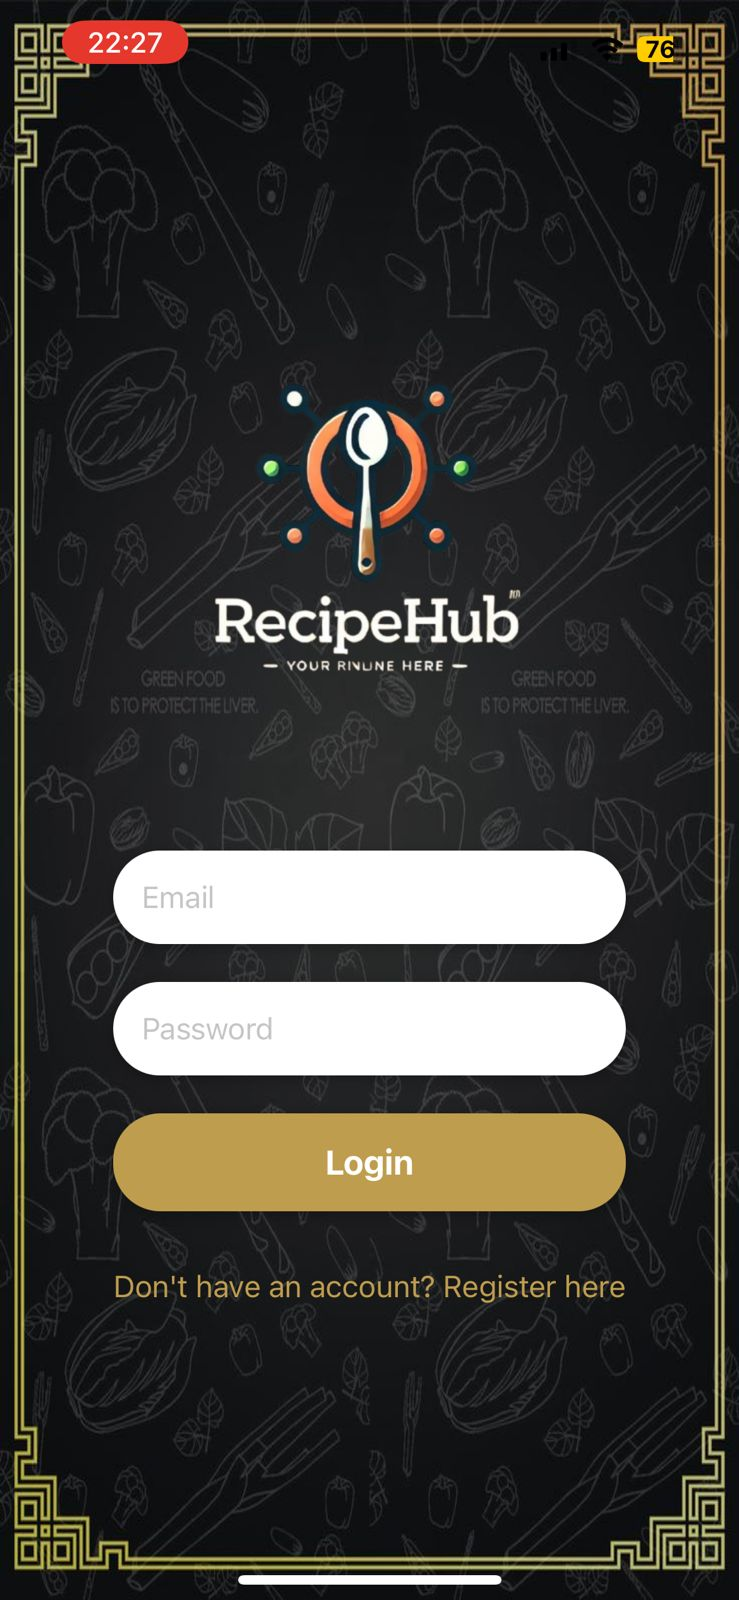 22:27
76
RecipeHub
YOUR HERE
GREEN FOOD
IS TO PROTECT THE LIVER.
GREEN FOOD
IS TO PROTECT THE LIVER.
Email
Password
Login
Don't have an account? Register here